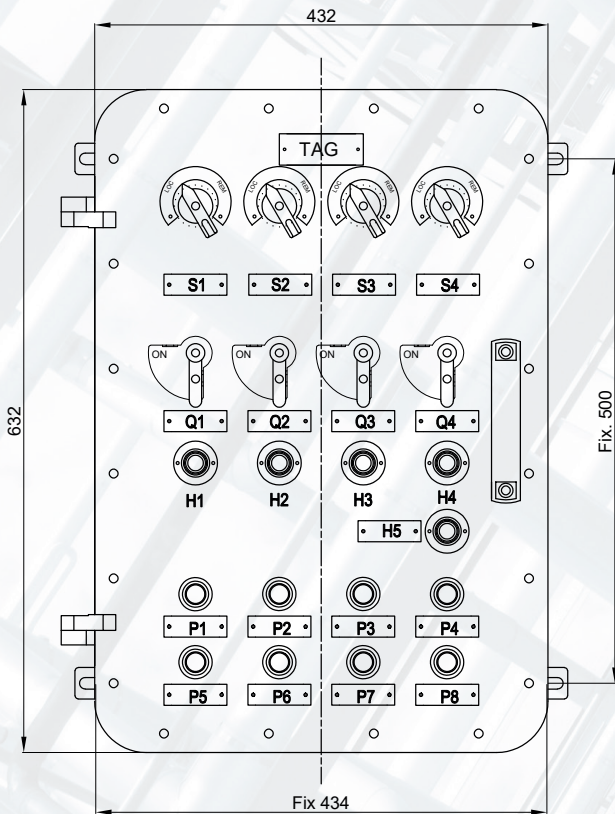 432
TAG
LOC REM LOC REM LOC REM LOC REM
S1 S2 S3 S4
632
Fix. 500
ON ON ON ON
Q1 Q2 Q3 Q4
H1 H2 H3 H4
H5
P1 P2 P3 P4
P5 P6 P7 P8
Fix 434